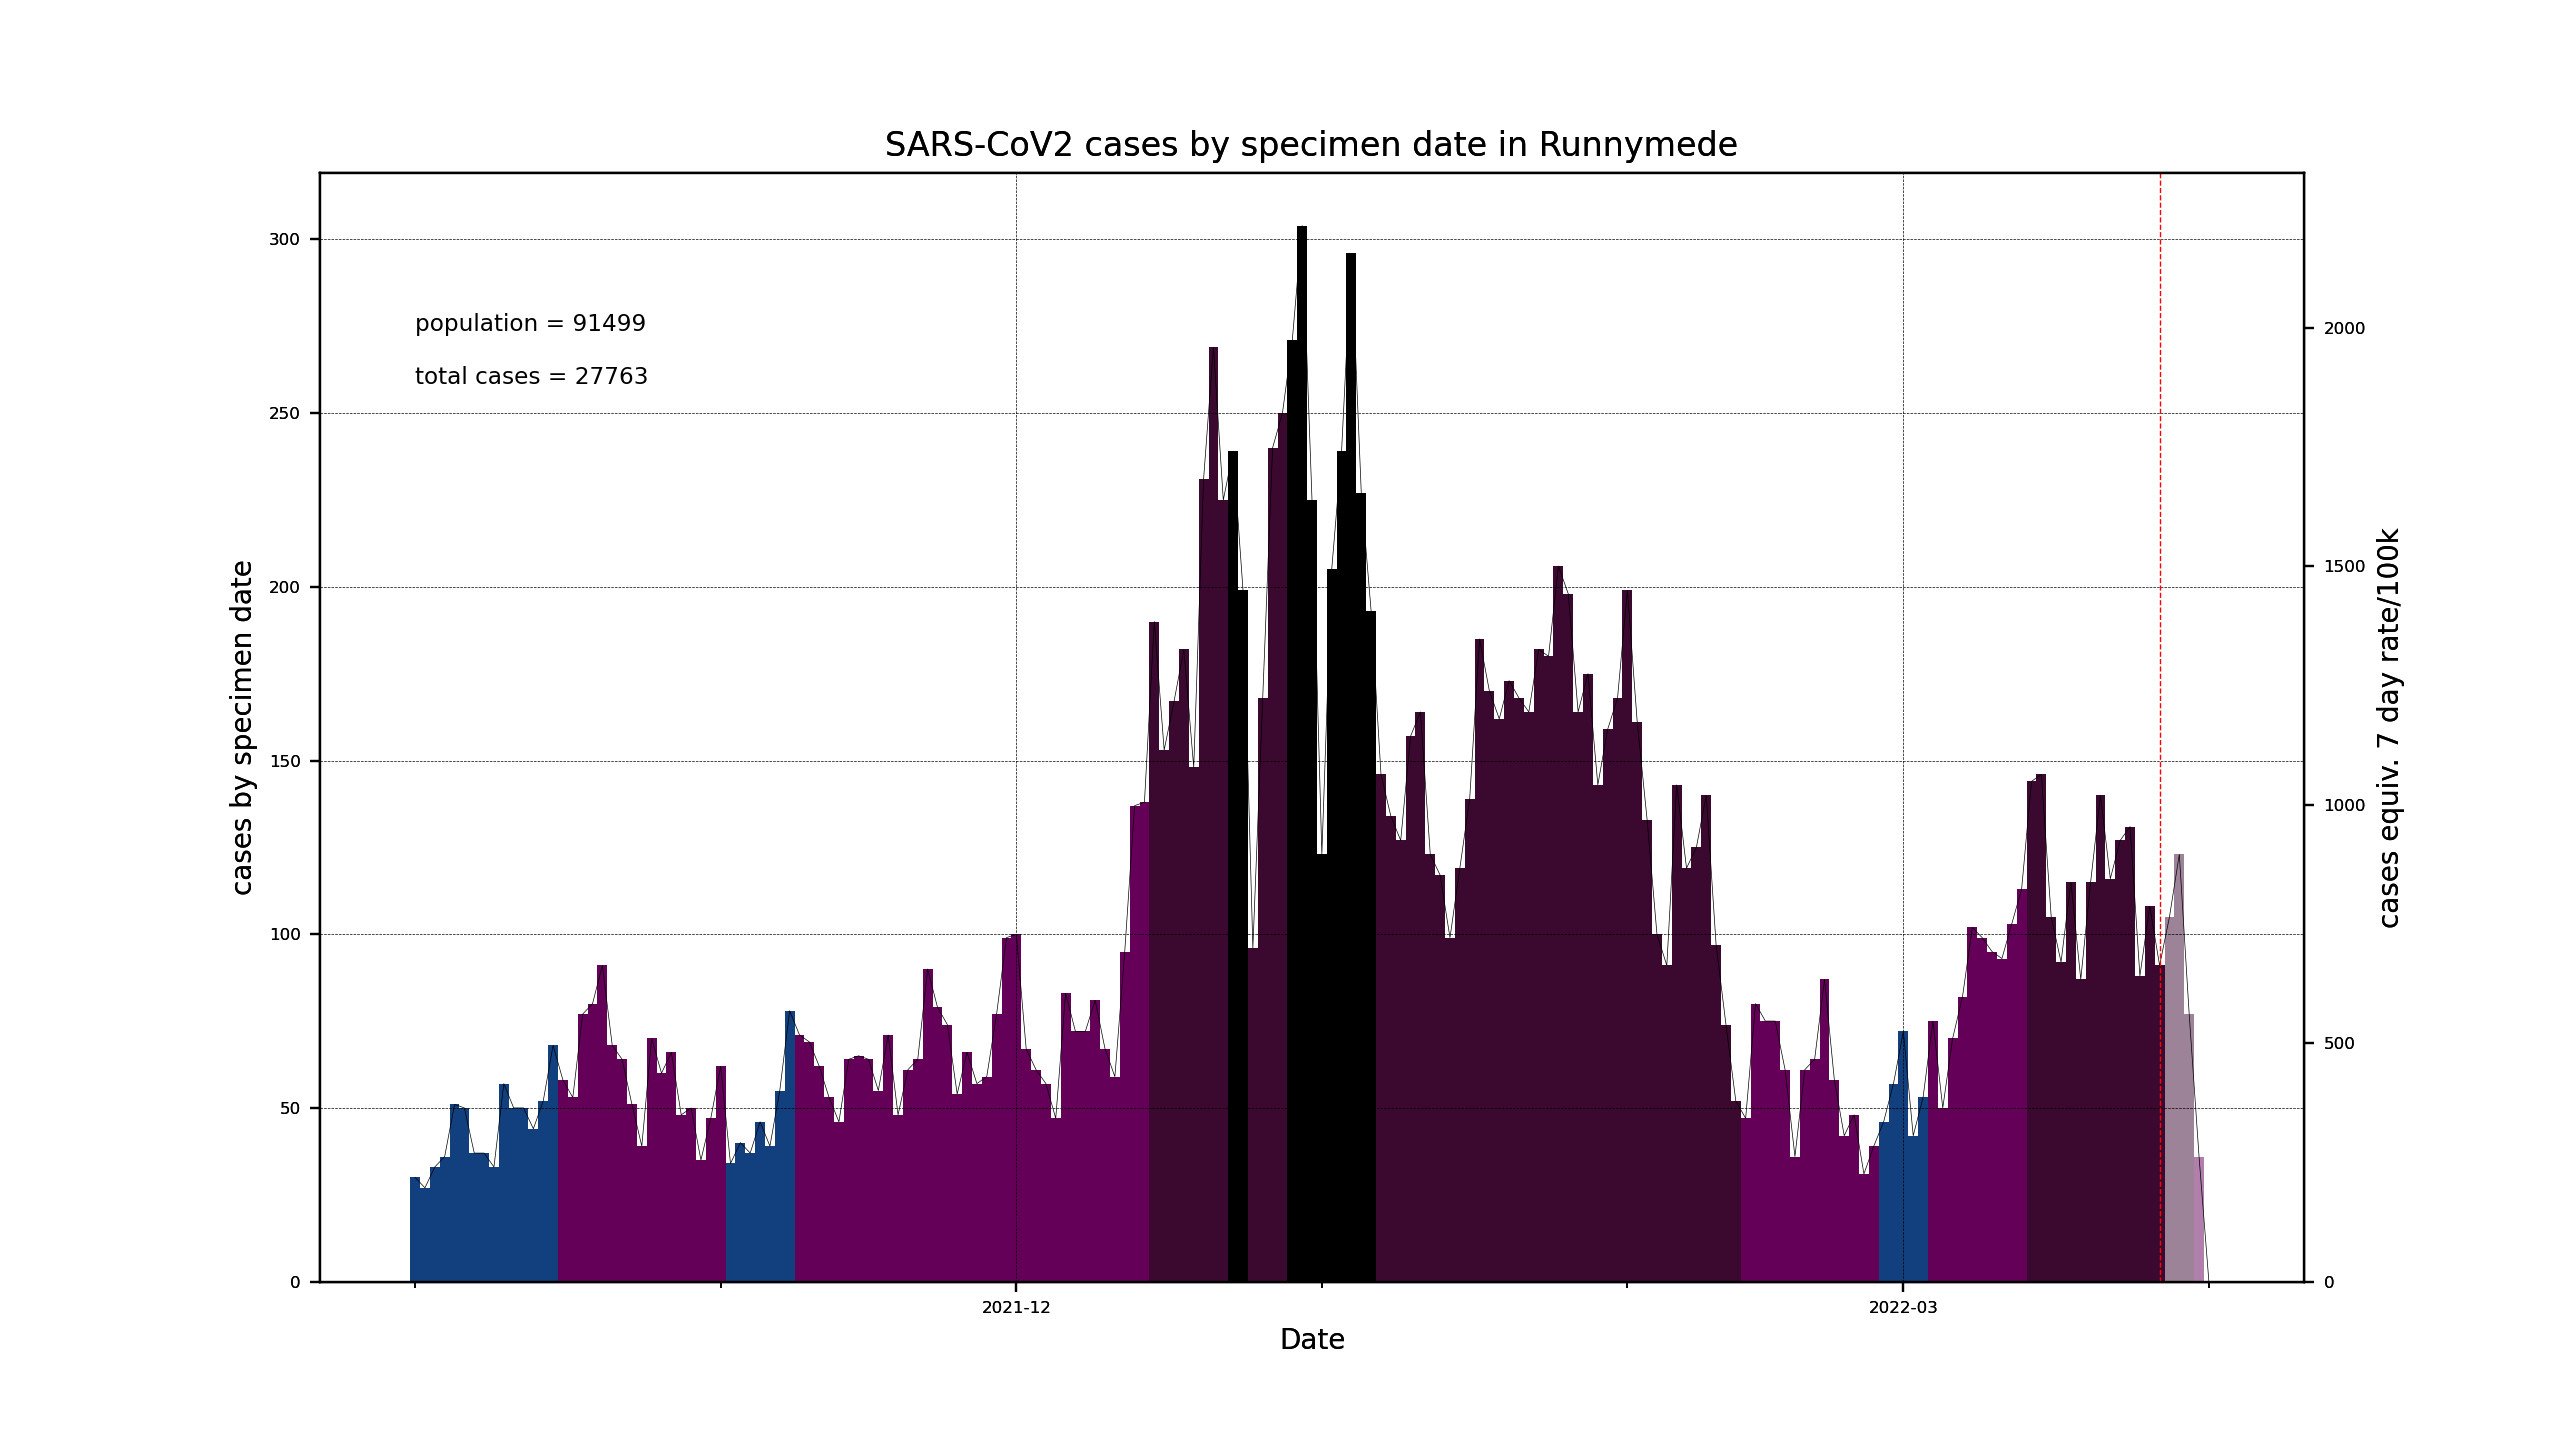 SARS-CoV2 cases by specimen date in Runnymede
population = 91499
total cases = 27763
cases by specimen date
300
250
200
150
100
50
0
2000
1500
1000
500
0
cases equiv. 7 day rate/100k
2021-12
2022-03
Date